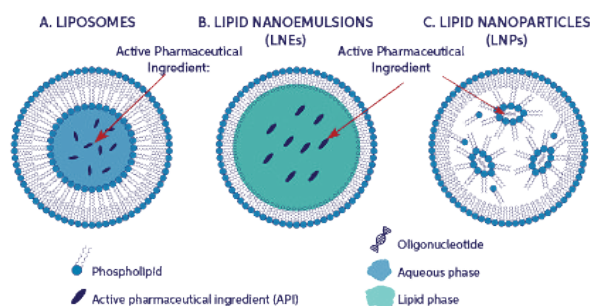 A. LIPOSOMES
B. LIPID NANOEMULSIONS
(LNEs)
C. LIPID NANOPARTICLES
(LNPs)
Active Pharmaceutical
Ingredient:
Active Pharmaceutical
Ingredient
Phospholipid
Active pharmaceutical ingredient (API)
Oligonucleotide
Aqueous phase
Lipid phase